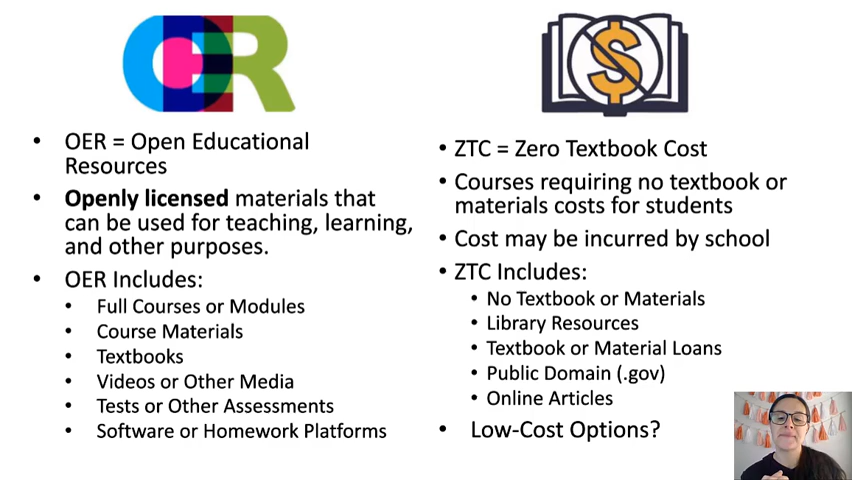 OER
• OER = Open Educational
Resources
• Openly licensed materials that
can be used for teaching, learning,
and other purposes.
• OER Includes:
• Full Courses or Modules
• Course Materials
• Textbooks
• Videos or Other Media
• Tests or Other Assessments
• Software or Homework Platforms
$
• ZTC = Zero Textbook Cost
• Courses requiring no textbook or
materials costs for students
• Cost may be incurred by school
• ZTC Includes:
• No Textbook or Materials
• Library Resources
• Textbook or Material Loans
• Public Domain (.gov)
• Online Articles
• Low-Cost Options?